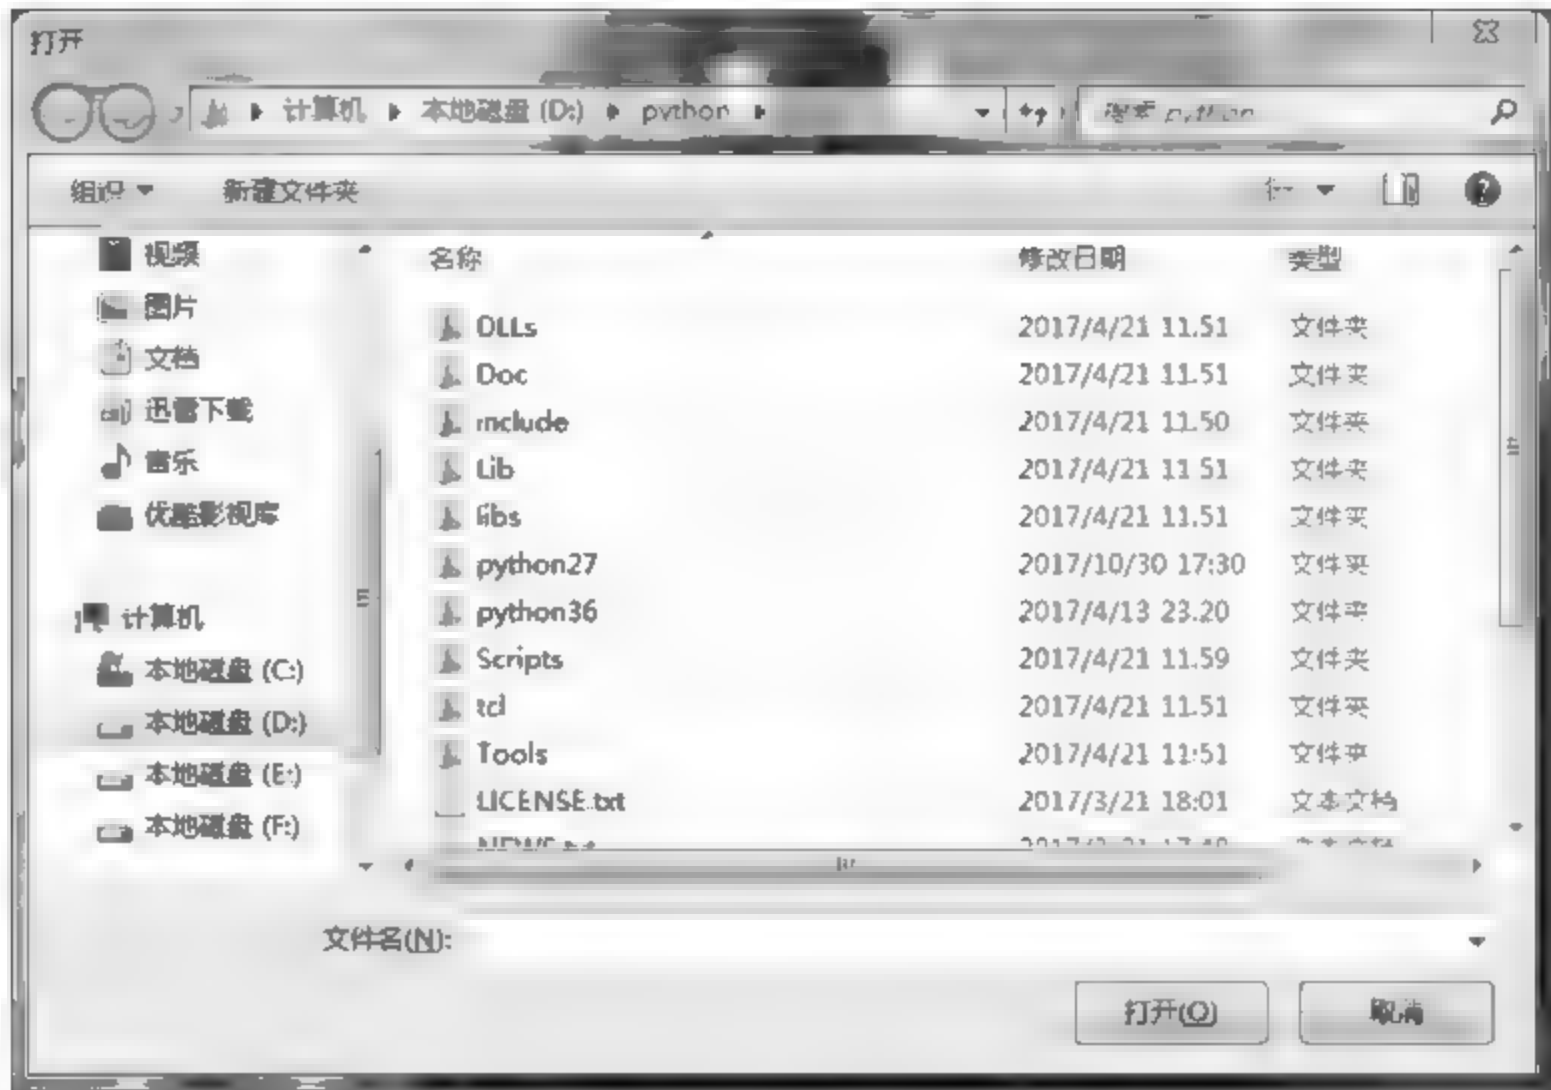 打开
计算机 本地磁盘 (D:) python
搜索 python
组织 新建文件夹
视频
图片
文档
迅雷下载
音乐
优酷影视库
计算机
本地磁盘 (C:)
本地磁盘 (D:)
本地磁盘 (E:)
本地磁盘 (F:)
名称 修改日期 类型
DLLs 2017/4/21 11:51 文件夹
Doc 2017/4/21 11:51 文件夹
include 2017/4/21 11:50 文件夹
Lib 2017/4/21 11:51 文件夹
libs 2017/4/21 11:51 文件夹
python27 2017/10/30 17:30 文件夹
python36 2017/4/13 23:20 文件夹
Scripts 2017/4/21 11:59 文件夹
tcl 2017/4/21 11:51 文件夹
Tools 2017/4/21 11:51 文件夹
LICENSE.txt 2017/3/21 18:01 文本文档
文件名(N):
打开(O) 取消